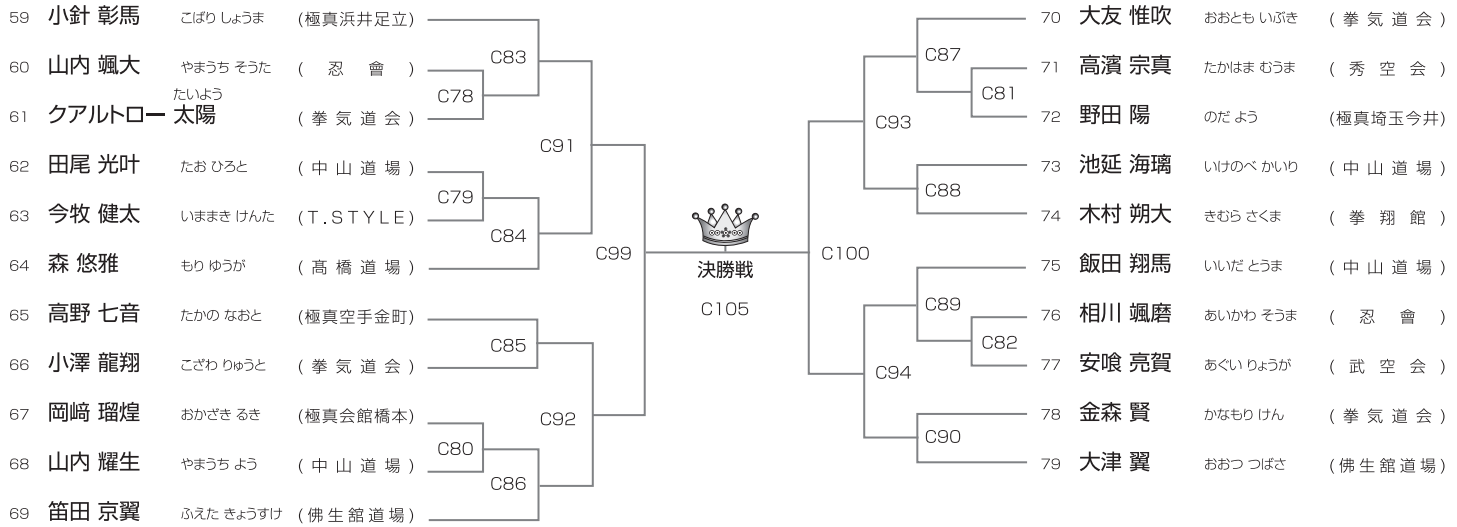 59 小針 彰馬 こばり しょうま (極真浜井足立)
60 山内 颯大 やまうち そうた (忍會)
たいよう
61 クアルトロー 太陽 (拳気道会)
62 田尾 光叶 たお ひろと (中山道場)
63 今牧 健太 いままき けんた (T.STYLE)
64 森 悠雅 もり ゆうが (髙橋道場)
65 高野 七音 たかの なおと (極真空手金町)
66 小澤 龍翔 こざわ りゅうと (拳気道会)
67 岡﨑 瑠煌 おかざき るき (極真会館橋本)
68 山内 耀生 やまうち よう (中山道場)
69 笛田 京翼 ふえた きょうすけ (佛生舘道場)
C83
C78
C91
C79
C84
C99
C85
C92
C80
C86
決勝戦
C105
C87
C81
C93
C88
C100
C89
C82
C94
C90
70 大友 惟吹 おおとも いぶき (拳気道会)
71 高濱 宗真 たかはま むうま (秀空会)
72 野田 陽 のだ よう (極真埼玉今井)
73 池延 海璃 いけのべ かいり (中山道場)
74 木村 朔大 きむら さくま (拳翔館)
75 飯田 翔馬 いいだ とうま (中山道場)
76 相川 颯磨 あいかわ そうま (忍會)
77 安喰 亮賀 あぐい りょうが (武空会)
78 金森 賢 かなもり けん (拳気道会)
79 大津 翼 おおつ つばさ (佛生舘道場)